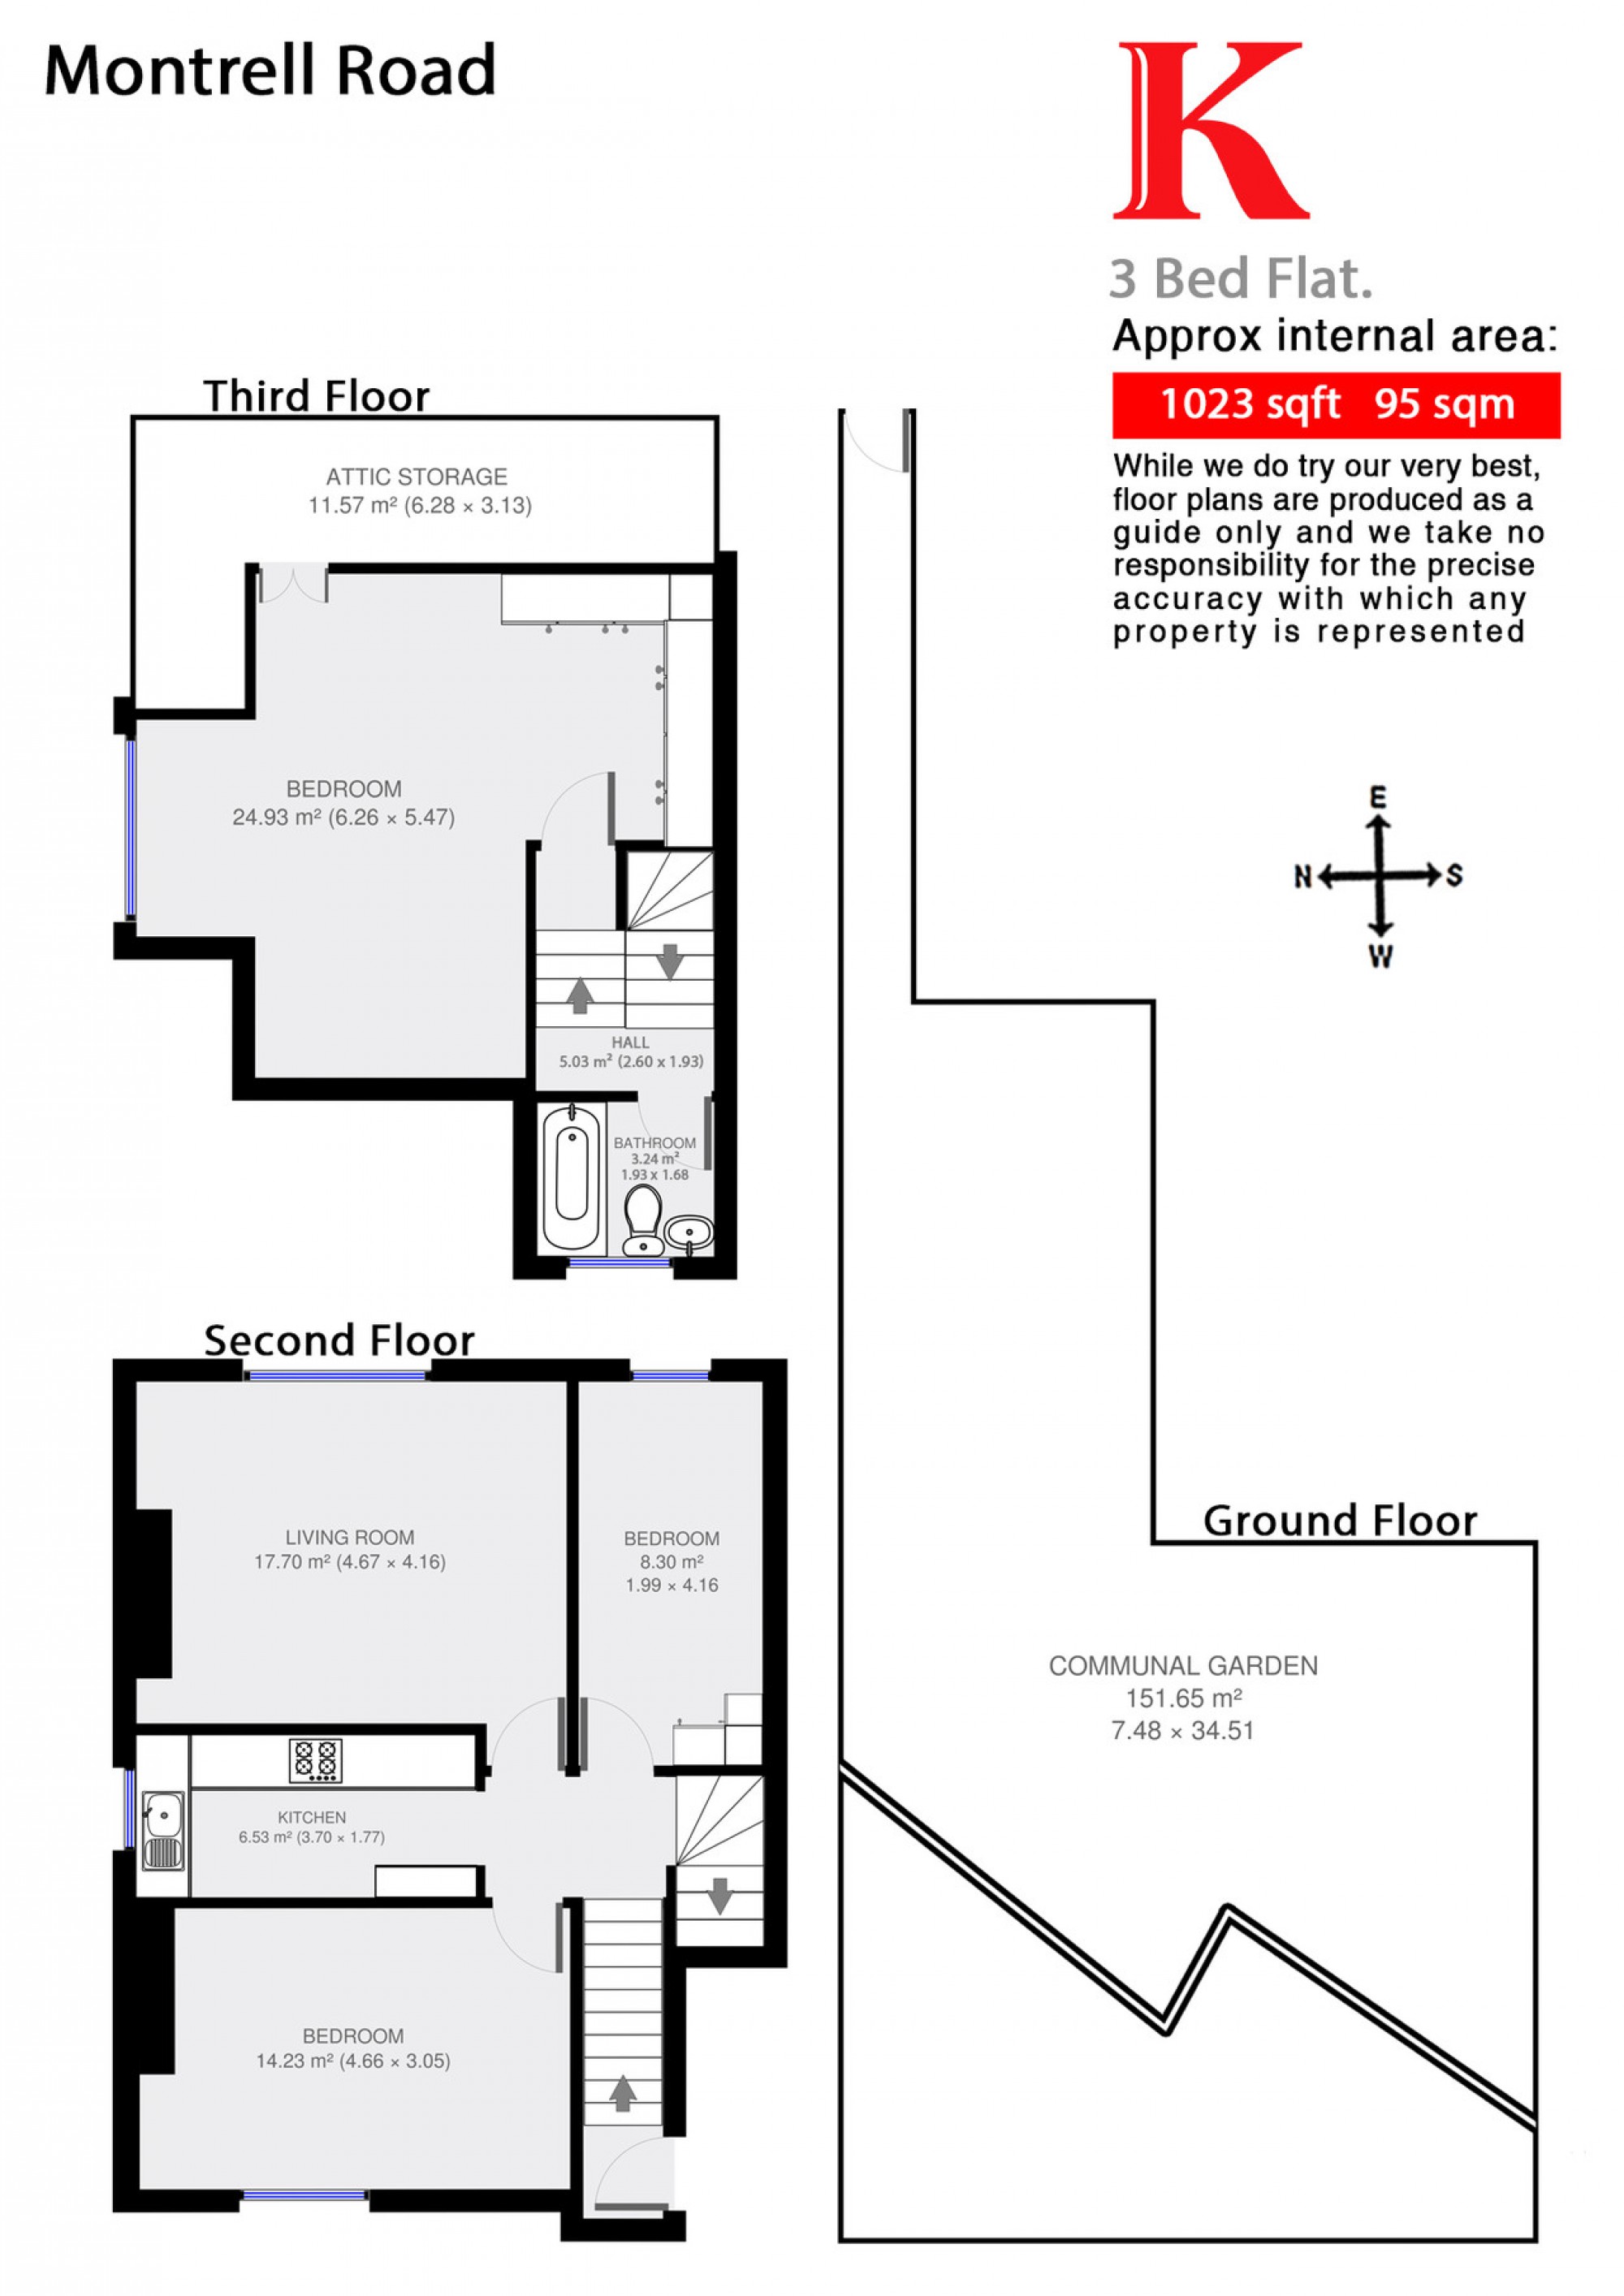 Montrell Road
K
3 Bed Flat.
Approx internal area:
1023 sqft 95 sqm
While we do try our very best,
floor plans are produced as a
guide only and we take no
responsibility for the precise
accuracy with which any
property is represented
Third Floor
ATTIC STORAGE
11.57 m² (6.28 × 3.13)
BEDROOM
24.93 m² (6.26 × 5.47)
HALL
5.03 m² (2.60 x 1.93)
BATHROOM
3.24 m²
1.93 x 1.68
E
N
S
W
Second Floor
LIVING ROOM
17.70 m² (4.67 × 4.16)
BEDROOM
8.30 m²
1.99 × 4.16
KITCHEN
6.53 m² (3.70 × 1.77)
BEDROOM
14.23 m² (4.66 × 3.05)
Ground Floor
COMMUNAL GARDEN
151.65 m²
7.48 × 34.51